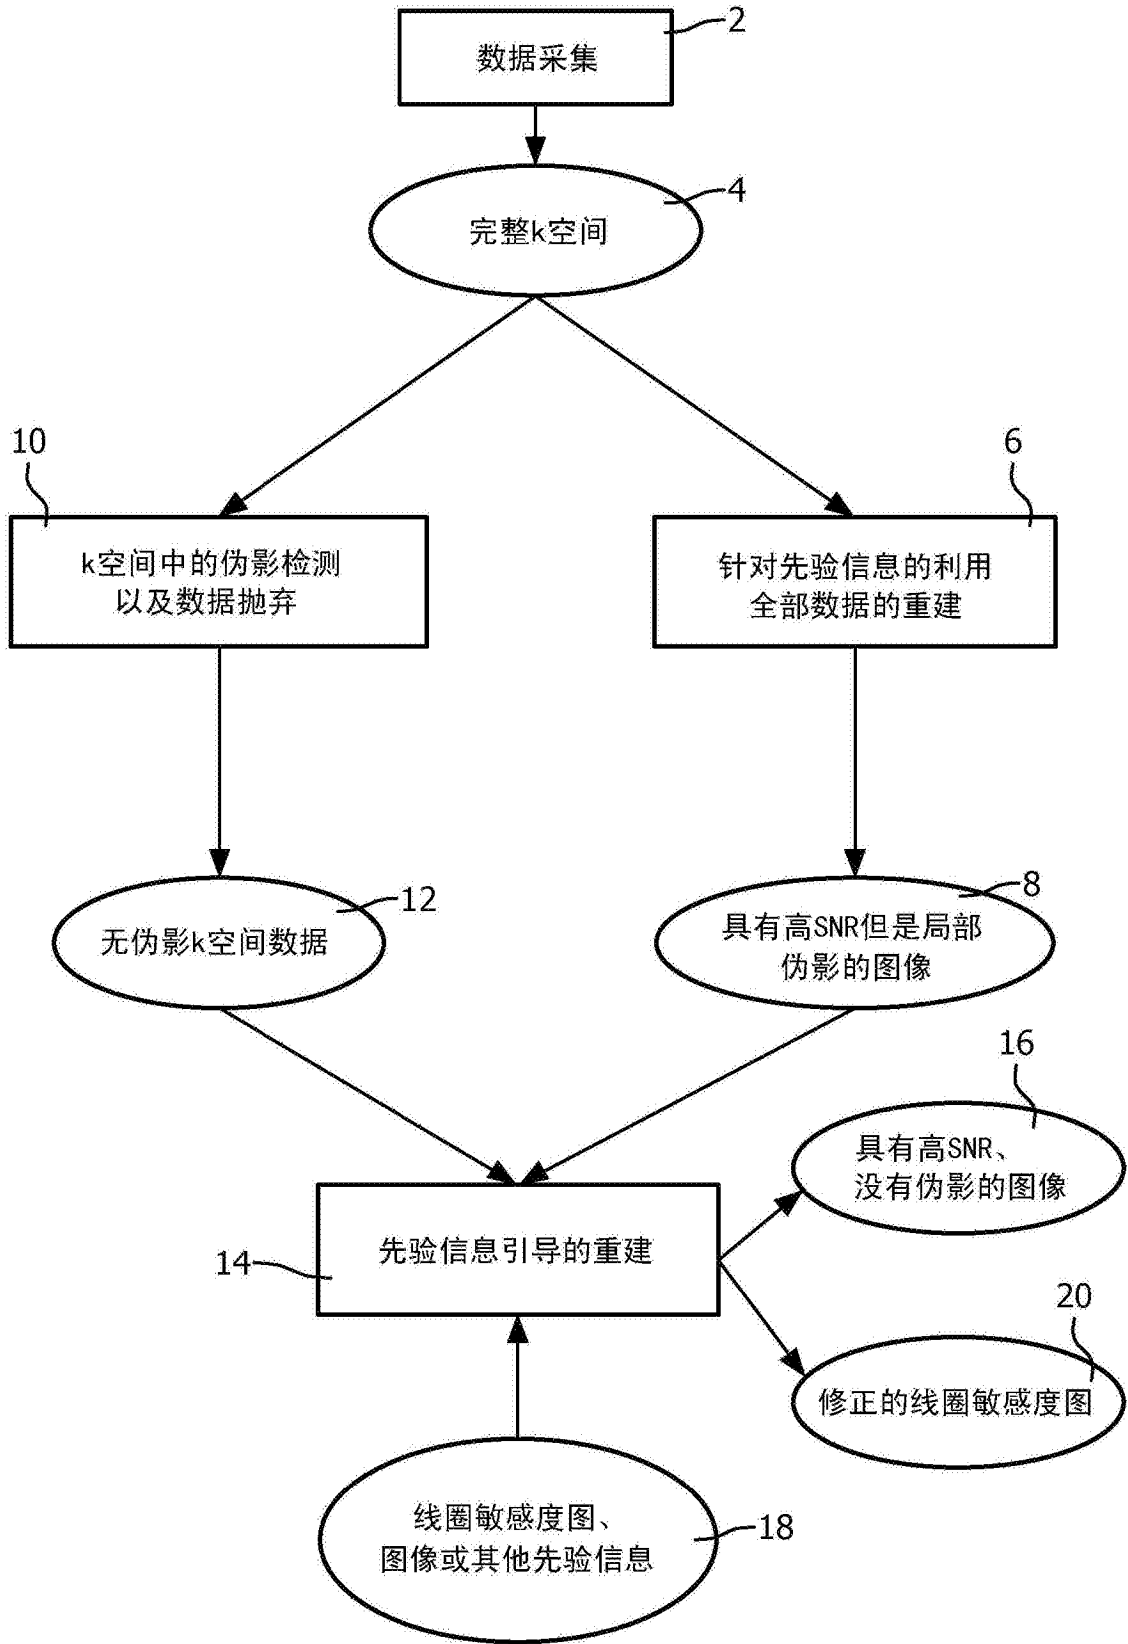 2
数据采集
4
完整k空间
10
6
k空间中的伪影检测
以及数据抛弃
针对先验信息的利用
全部数据的重建
12
8
无伪影k空间数据
具有高SNR但是局部
伪影的图像
16
具有高SNR、
没有伪影的图像
14
先验信息引导的重建
20
修正的线圈敏感度图
18
线圈敏感度图、
图像或其他先验信息